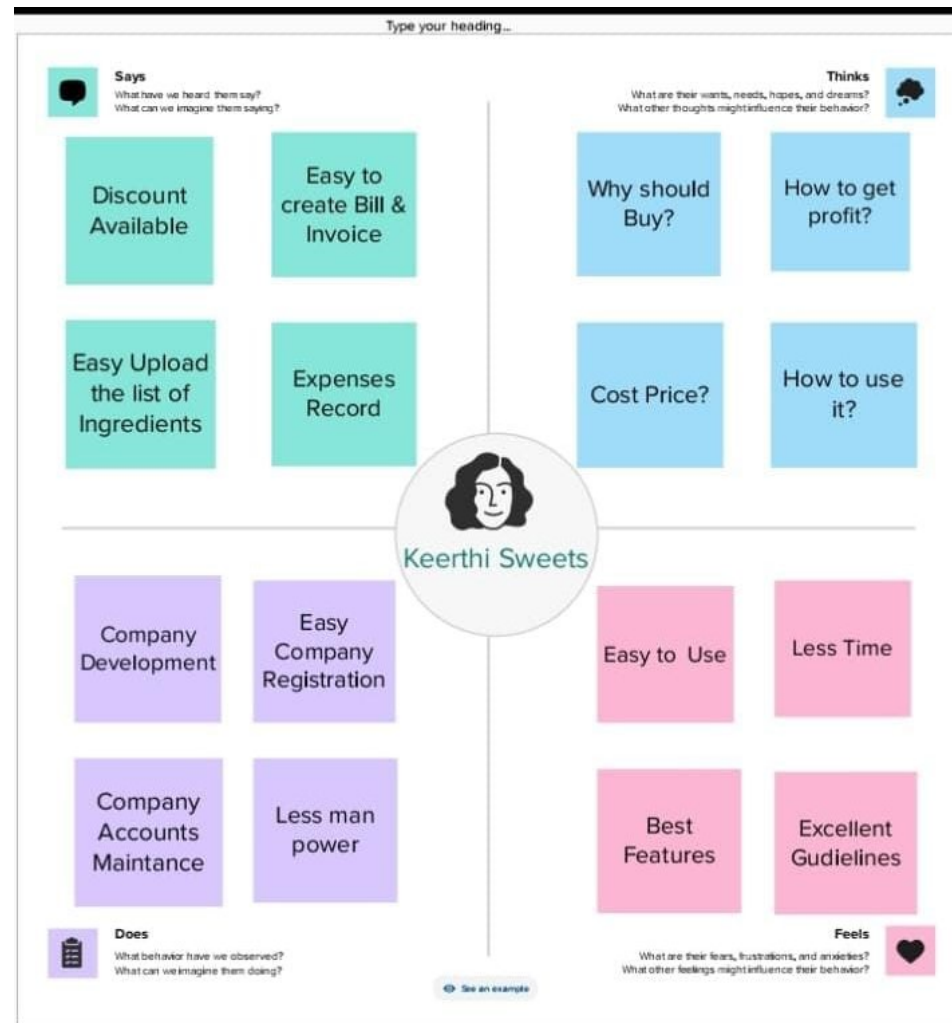 Type your heading...
Says
What have we heard them say?
What can we imagine them saying?
Thinks
What are their wants, needs, hopes, and dreams?
What other thoughts might influence their behavior?
Discount
Available
Easy to
create Bill &
Invoice
Why should
Buy?
How to get
profit?
Easy Upload
the list of
Ingredients
Expenses
Record
Cost Price?
How to use
it?
Keerthi Sweets
Company
Development
Easy
Company
Registration
Easy to Use
Less Time
Company
Accounts
Maintance
Less man
power
Best
Features
Excellent
Gudielines
Does
What behavior have we observed?
What can we imagine them doing?
Feels
What are their fears, frustrations, and anxieties?
What other feelings might influence their behavior?
See an example